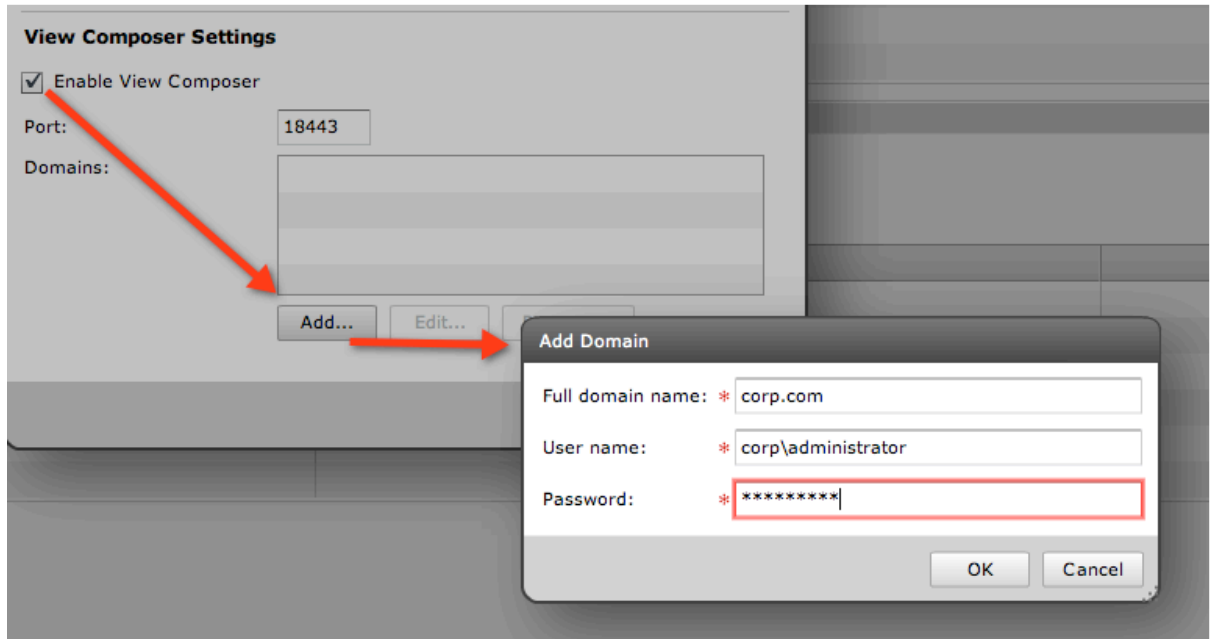 View Composer Settings
Enable View Composer
Port: 18443
Domains:
Add... Edit...
Add Domain
Full domain name: * corp.com
User name: * corp\administrator
Password: * *********
OK Cancel